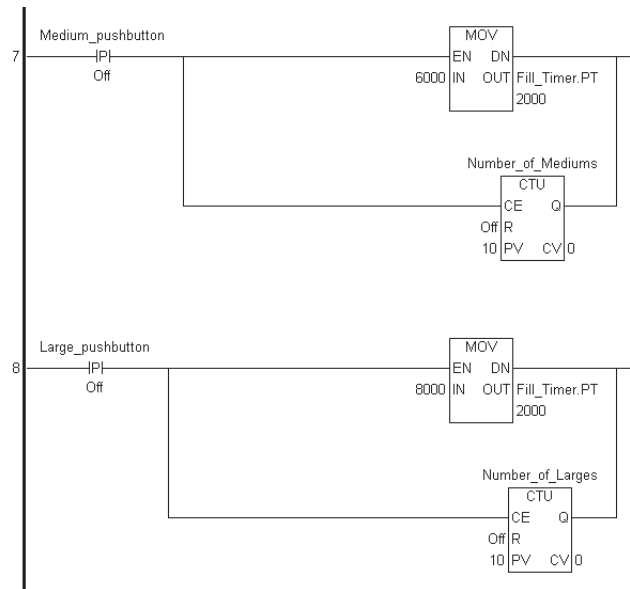 Medium_pushbutton
MOV
7
P
EN DN
Off
6000 IN OUT Fill_Timer.PT
2000
Number_of_Mediums
CTU
CE Q
Off R
10 PV CV 0
Large_pushbutton
MOV
8
P
EN DN
Off
8000 IN OUT Fill_Timer.PT
2000
Number_of_Larges
CTU
CE Q
Off R
10 PV CV 0